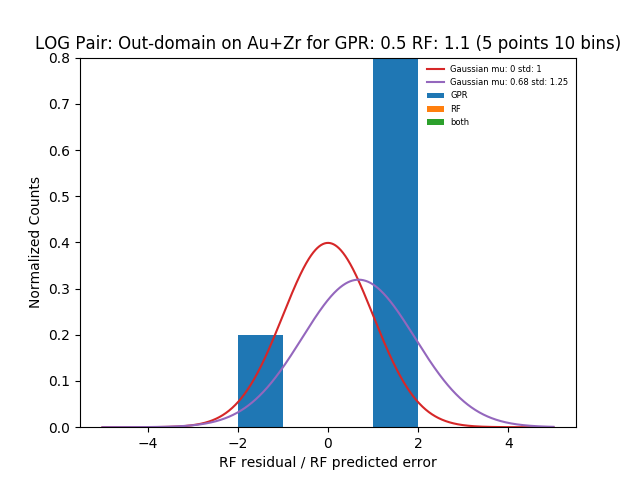 LOG Pair: Out-domain on Au+Zr for GPR: 0.5 RF: 1.1 (5 points 10 bins)
0.8
0.7
0.6
0.5
0.4
0.3
0.2
0.1
0.0
Normalized Counts
Gaussian mu: 0 std: 1
Gaussian mu: 0.68 std: 1.25
GPR
RF
both
−4
−2
0
2
4
RF residual / RF predicted error